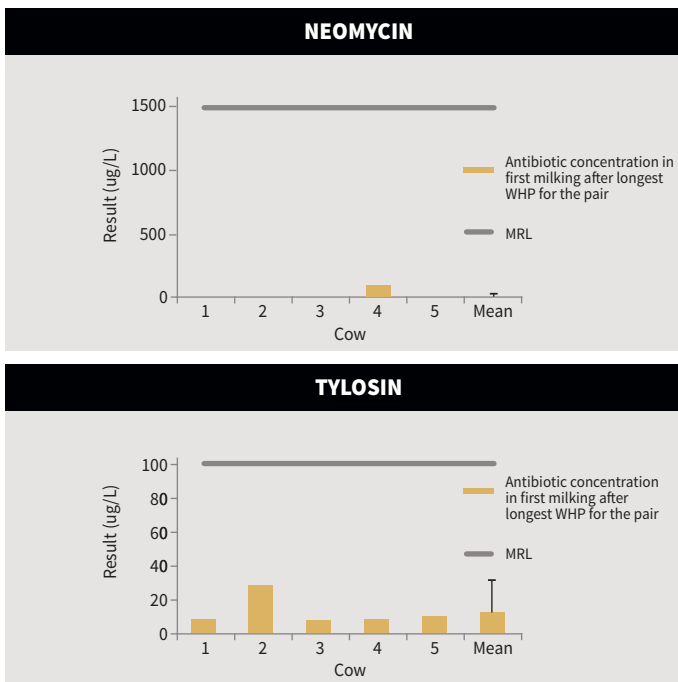 NEOMYCIN
1500
1000
500
0
Result (ug/L)
1 2 3 4 5 Mean
Cow
Antibiotic concentration in
first milking after longest
WHP for the pair
MRL
TYLOSIN
100
80
60
40
20
0
Result (ug/L)
1 2 3 4 5 Mean
Cow
Antibiotic concentration
in first milking after
longest WHP for the pair
MRL